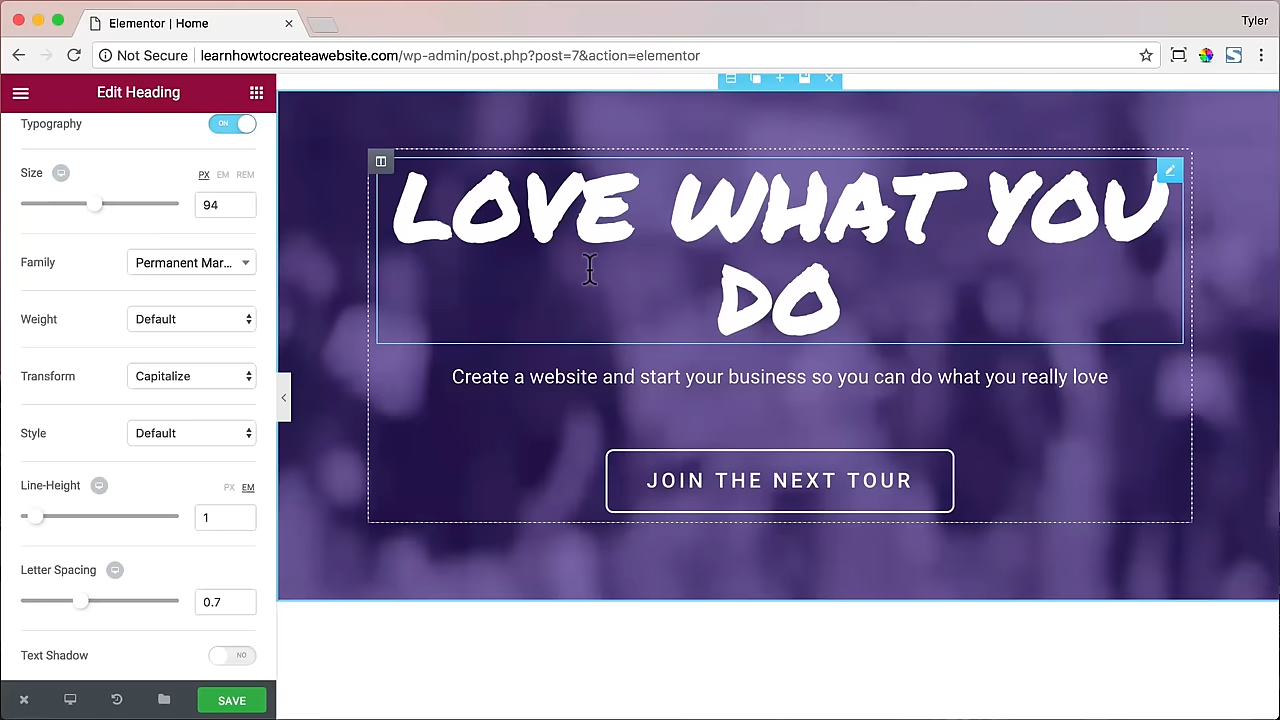 Elementor | Home
Tyler
Not Secure learnhowtocreateawebsite.com/wp-admin/post.php?post=7&action=elementor
Edit Heading
Typography ON
Size PX EM REM
94
Family Permanent Mar...
Weight Default
Transform Capitalize
Style Default
Line-Height PX EM
1
Letter Spacing
0.7
Text Shadow NO
SAVE
LOVE WHAT YOU
DO
Create a website and start your business so you can do what you really love
JOIN THE NEXT TOUR